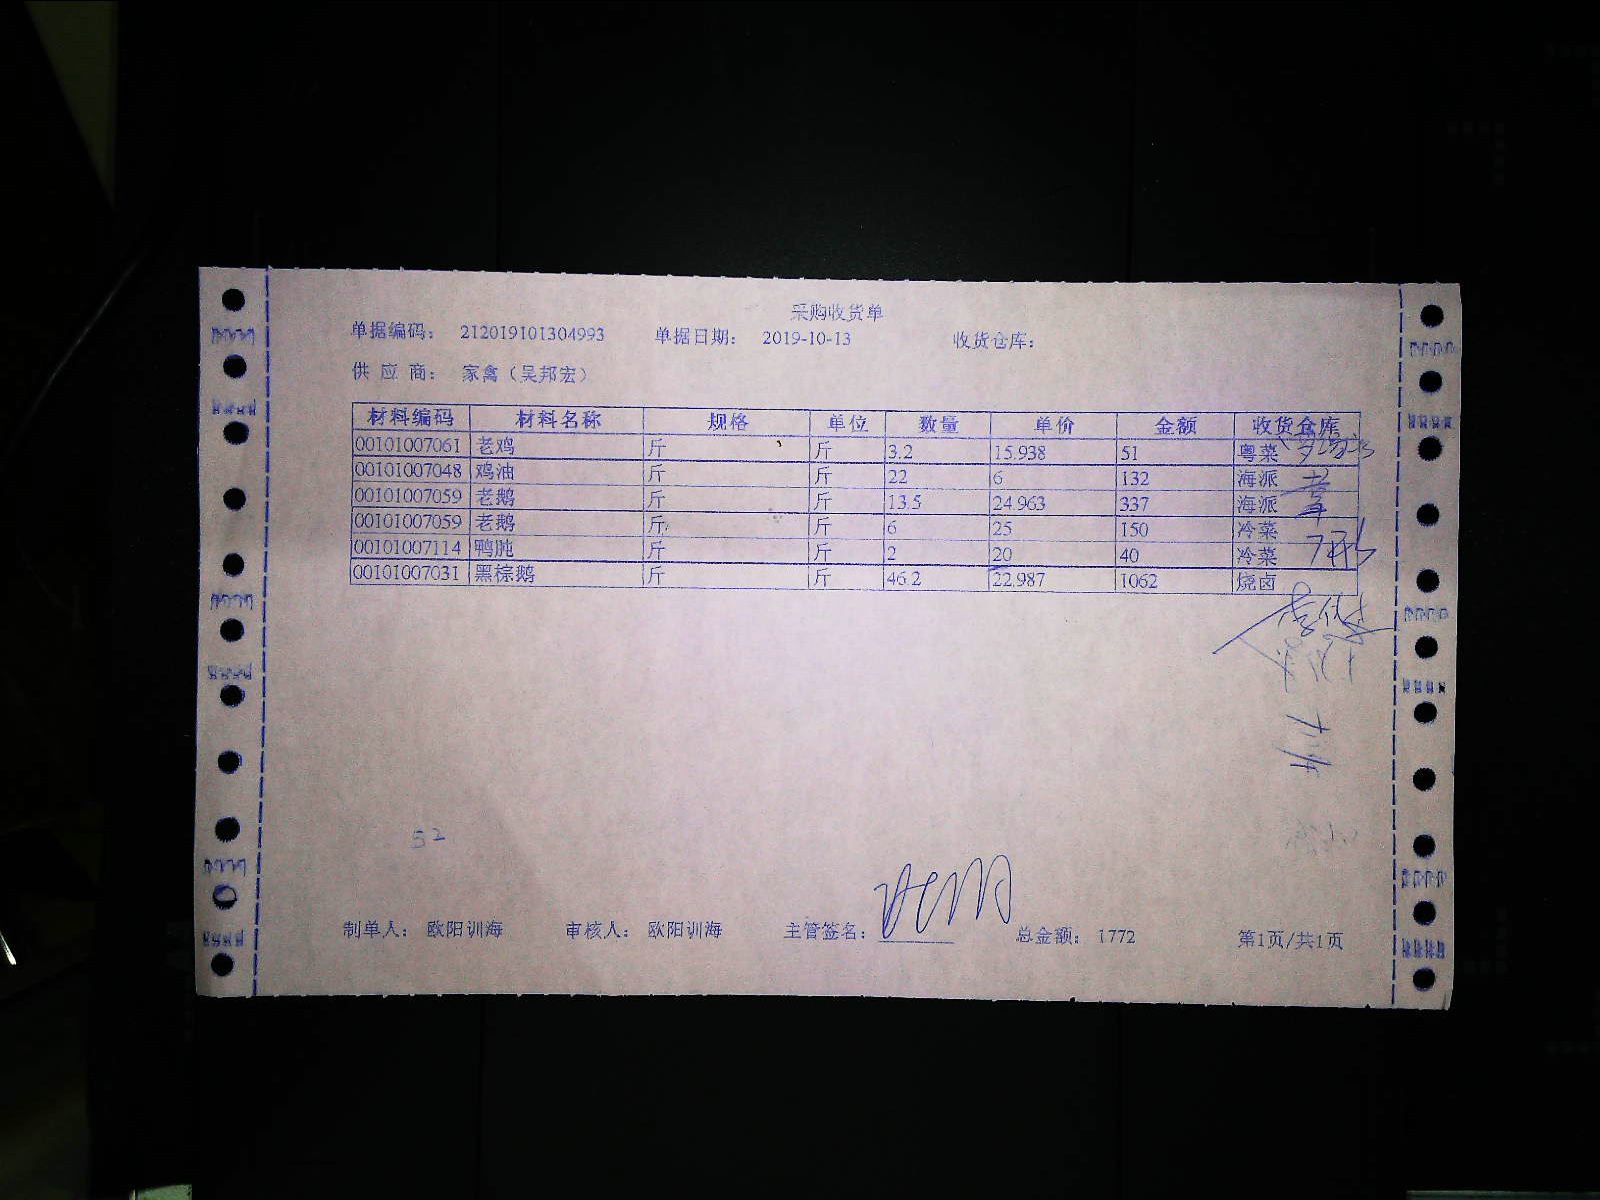 采购收货单
单据编码: 212019101304993 单据日期: 2019-10-13 收货仓库:
供 应 商: 家禽（吴邦宏）
材料编码 材料名称 规格 单位 数量 单价 金额 收货仓库
00101007061 老鸡 斤 斤 3.2 15.938 51 粤菜
00101007048 鸡油 斤 斤 22 6 132 海派
00101007059 老鹅 斤 斤 13.5 24.963 337 海派
00101007059 老鹅 斤 斤 6 25 150 冷菜
00101007114 鸭肫 斤 斤 2 20 40 冷菜
00101007031 黑棕鹅 斤 斤 46.2 22.987 1062 烧卤
52
制单人: 欧阳训海 审核人: 欧阳训海 主管签名: 总金额: 1772 第1页/共1页